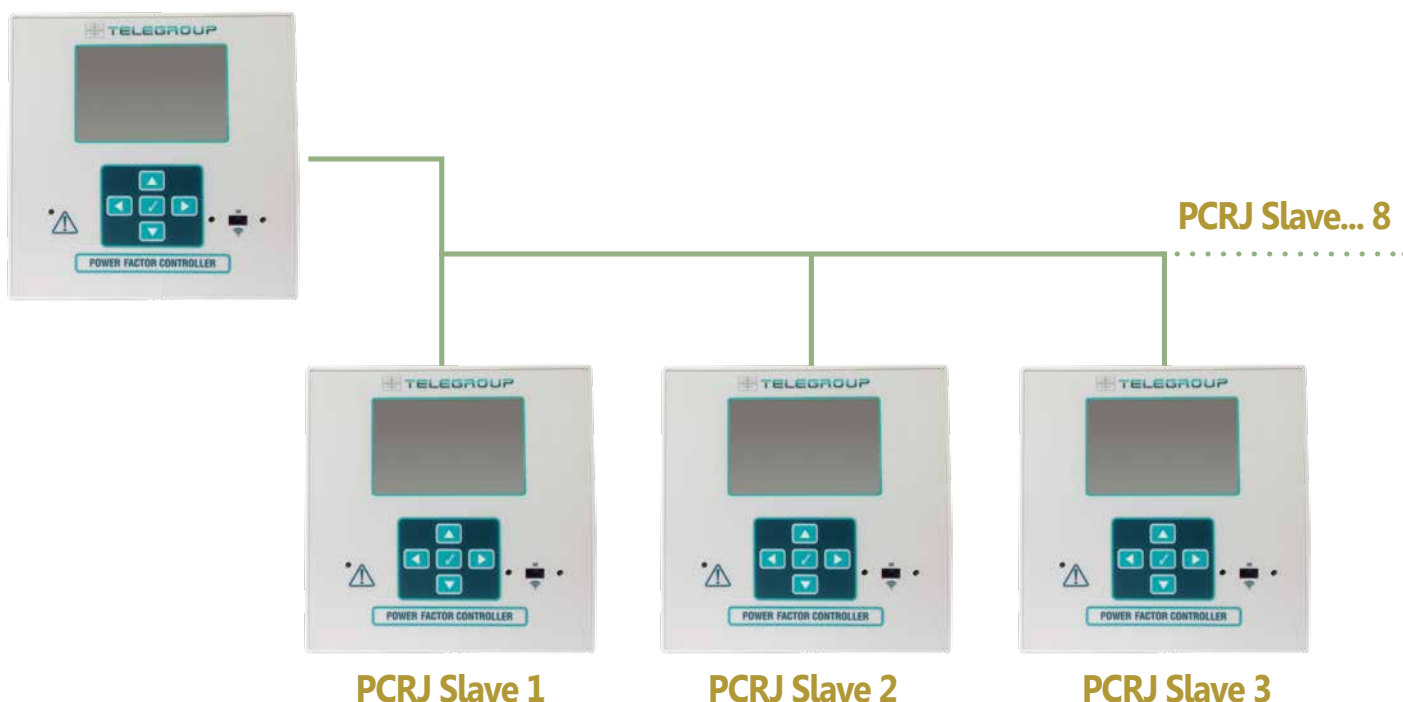 TELEGROUP
POWER FACTOR CONTROLLER
PCRJ Slave... 8
TELEGROUP
TELEGROUP
TELEGROUP
POWER FACTOR CONTROLLER
POWER FACTOR CONTROLLER
POWER FACTOR CONTROLLER
PCRJ Slave 1
PCRJ Slave 2
PCRJ Slave 3